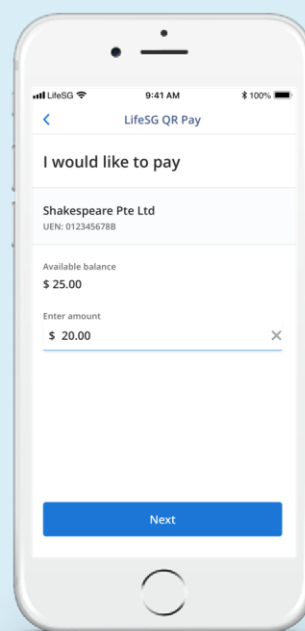 LifeSG 9:41 AM 100%
LifeSG QR Pay
I would like to pay
Shakespeare Pte Ltd
UEN: 012345678B
Available balance
$ 25.00
Enter amount
$ 20.00
Next